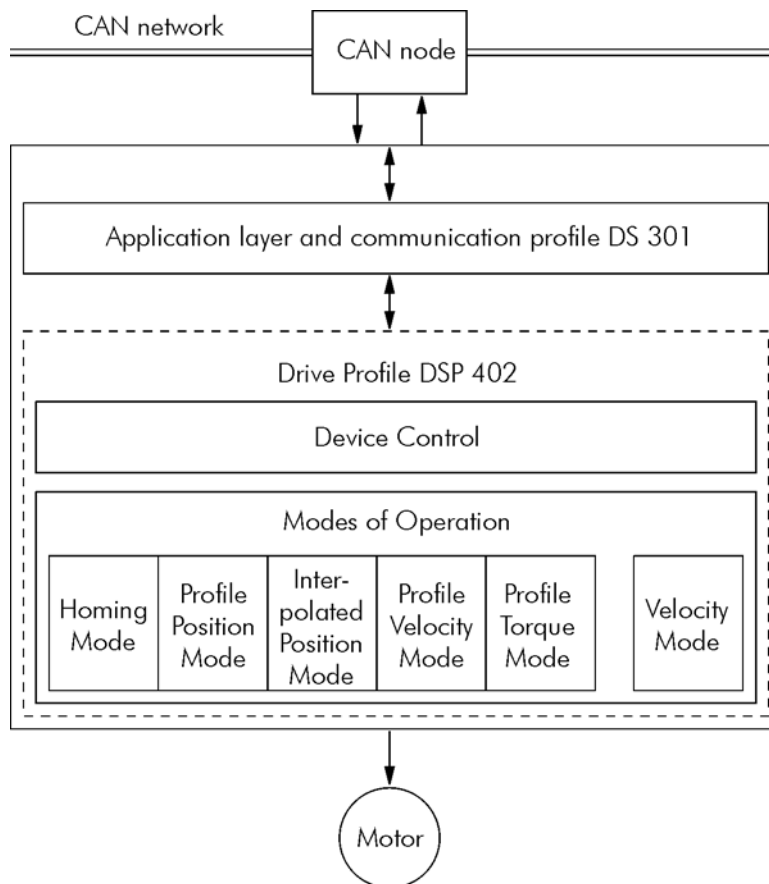 CAN network
CAN node
Application layer and communication profile DS 301
Drive Profile DSP 402
Device Control
Modes of Operation
Homing
Mode
Profile
Position
Mode
Inter-
polated
Position
Mode
Profile
Velocity
Mode
Profile
Torque
Mode
Velocity
Mode
Motor